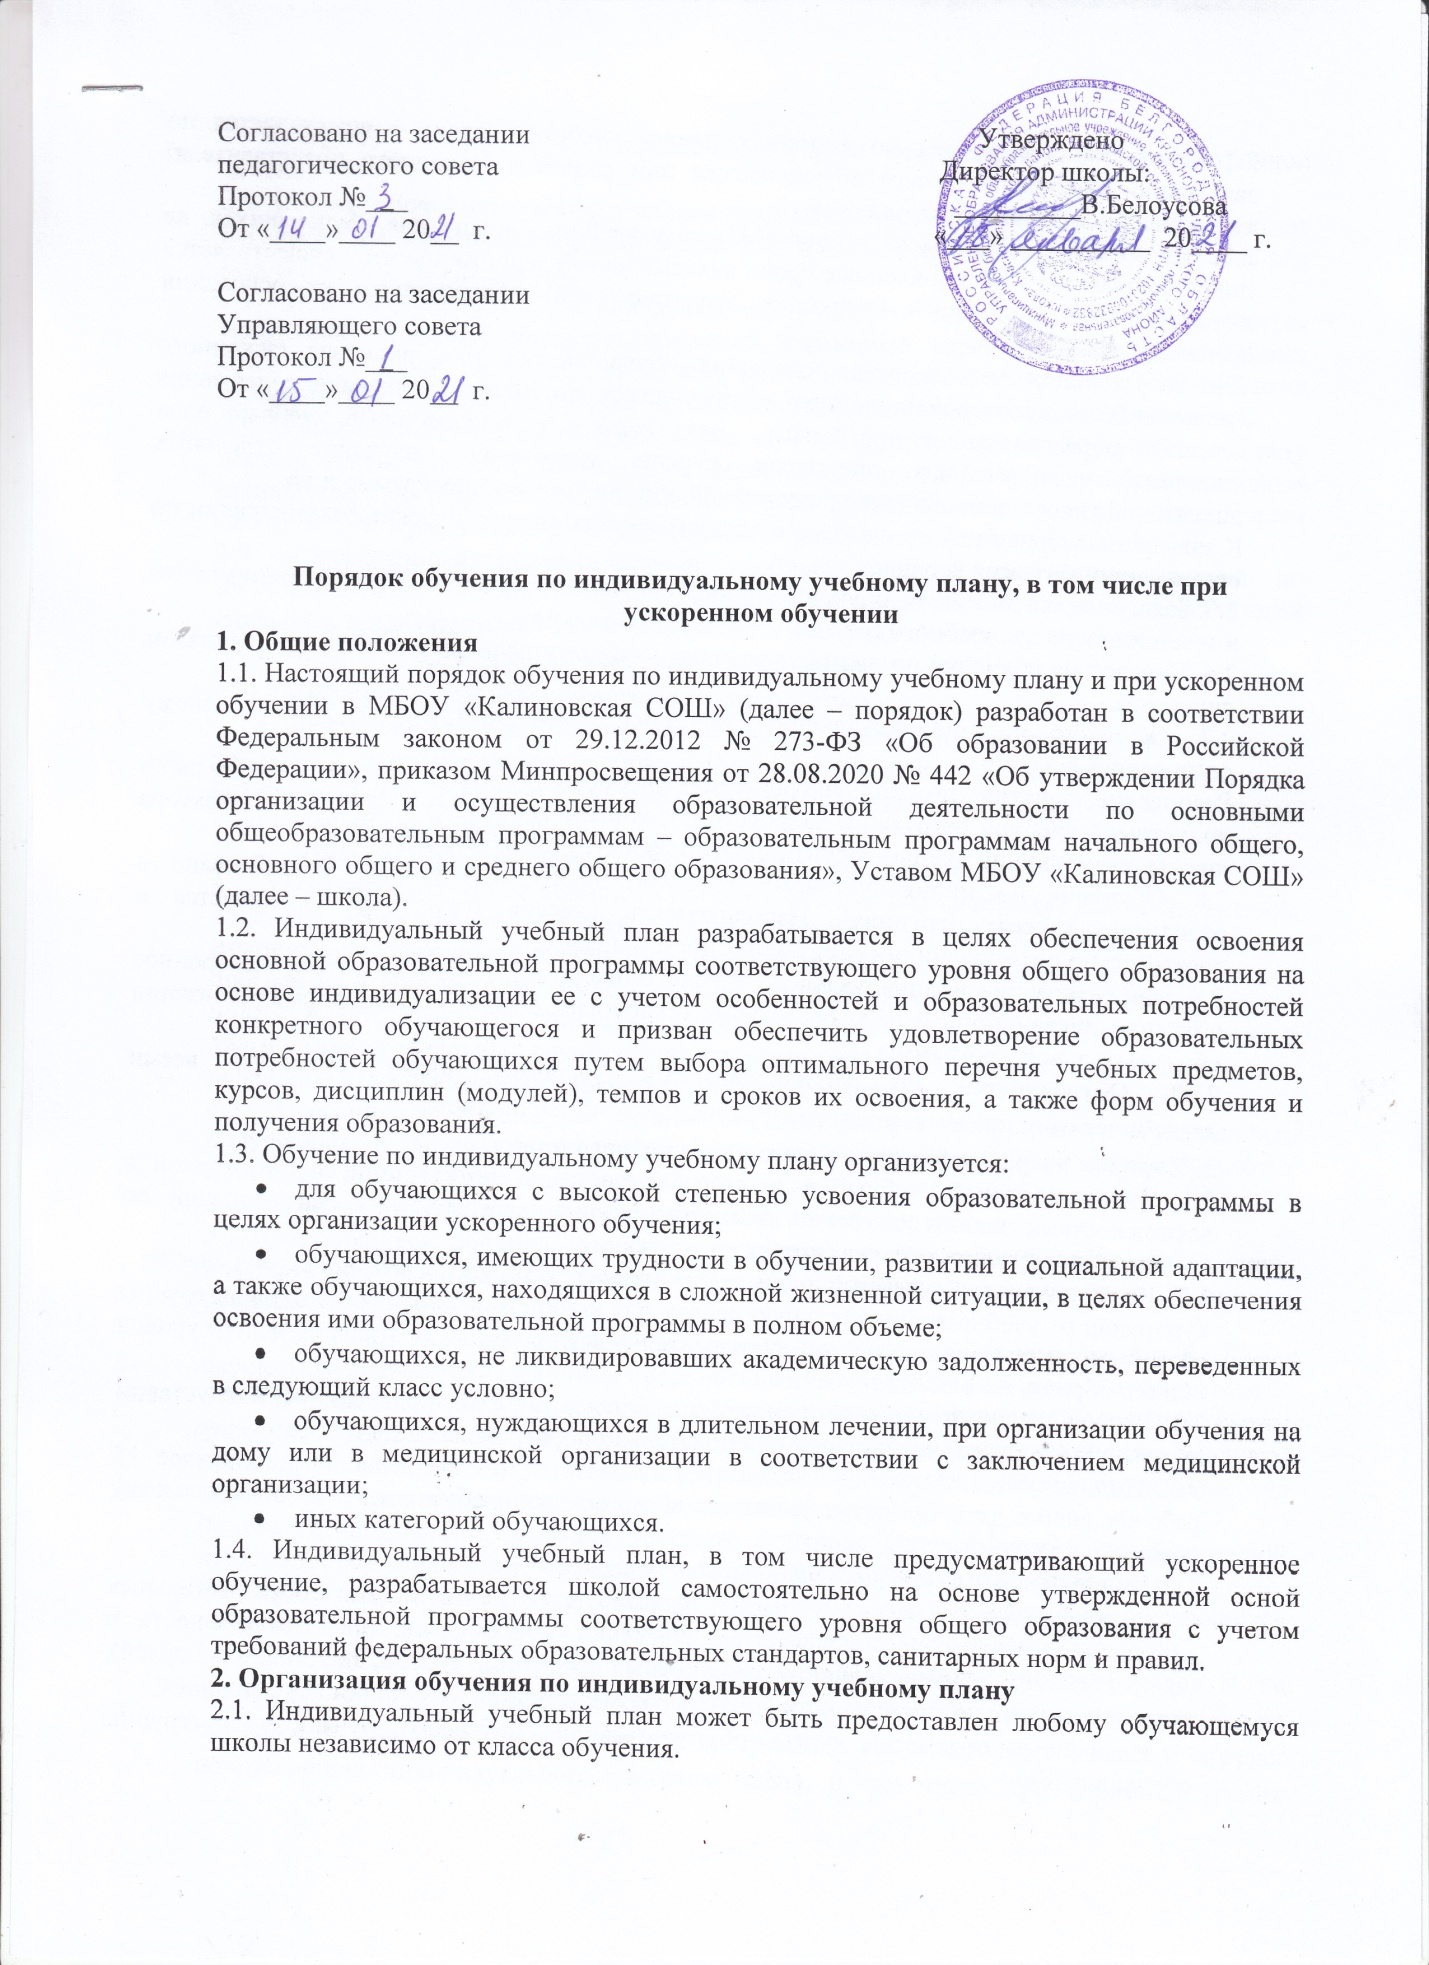 Согласовано на заседании
педагогического совета
Протокол № 3
От «14» 01 2021 г.
Утверждено
Директор школы:
В.Белоусова
« » января 2021 г.
Согласовано на заседании
Управляющего совета
Протокол № 1
От «15» 01 2021 г.
РОССИЙСКАЯ ФЕДЕРАЦИЯ БЕЛГОРОДСКАЯ ОБЛАСТЬ
Порядок обучения по индивидуальному учебному плану, в том числе при
ускоренном обучении
1. Общие положения
1.1. Настоящий порядок обучения по индивидуальному учебному плану и при ускоренном
обучении в МБОУ «Калиновская СОШ» (далее – порядок) разработан в соответствии
Федеральным законом от 29.12.2012 № 273-ФЗ «Об образовании в Российской
Федерации», приказом Минпросвещения от 28.08.2020 № 442 «Об утверждении Порядка
организации и осуществления образовательной деятельности по основными
общеобразовательным программам – образовательным программам начального общего,
основного общего и среднего общего образования», Уставом МБОУ «Калиновская СОШ»
(далее – школа).
1.2. Индивидуальный учебный план разрабатывается в целях обеспечения освоения
основной образовательной программы соответствующего уровня общего образования на
основе индивидуализации ее с учетом особенностей и образовательных потребностей
конкретного обучающегося и призван обеспечить удовлетворение образовательных
потребностей обучающихся путем выбора оптимального перечня учебных предметов,
курсов, дисциплин (модулей), темпов и сроков их освоения, а также форм обучения и
получения образования.
1.3. Обучение по индивидуальному учебному плану организуется:
• для обучающихся с высокой степенью усвоения образовательной программы в
целях организации ускоренного обучения;
• обучающихся, имеющих трудности в обучении, развитии и социальной адаптации,
а также обучающихся, находящихся в сложной жизненной ситуации, в целях обеспечения
освоения ими образовательной программы в полном объеме;
• обучающихся, не ликвидировавших академическую задолженность, переведенных
в следующий класс условно;
• обучающихся, нуждающихся в длительном лечении, при организации обучения на
дому или в медицинской организации в соответствии с заключением медицинской
организации;
• иных категорий обучающихся.
1.4. Индивидуальный учебный план, в том числе предусматривающий ускоренное
обучение, разрабатывается школой самостоятельно на основе утвержденной осной
образовательной программы соответствующего уровня общего образования с учетом
требований федеральных образовательных стандартов, санитарных норм и правил.
2. Организация обучения по индивидуальному учебному плану
2.1. Индивидуальный учебный план может быть предоставлен любому обучающемуся
школы независимо от класса обучения.